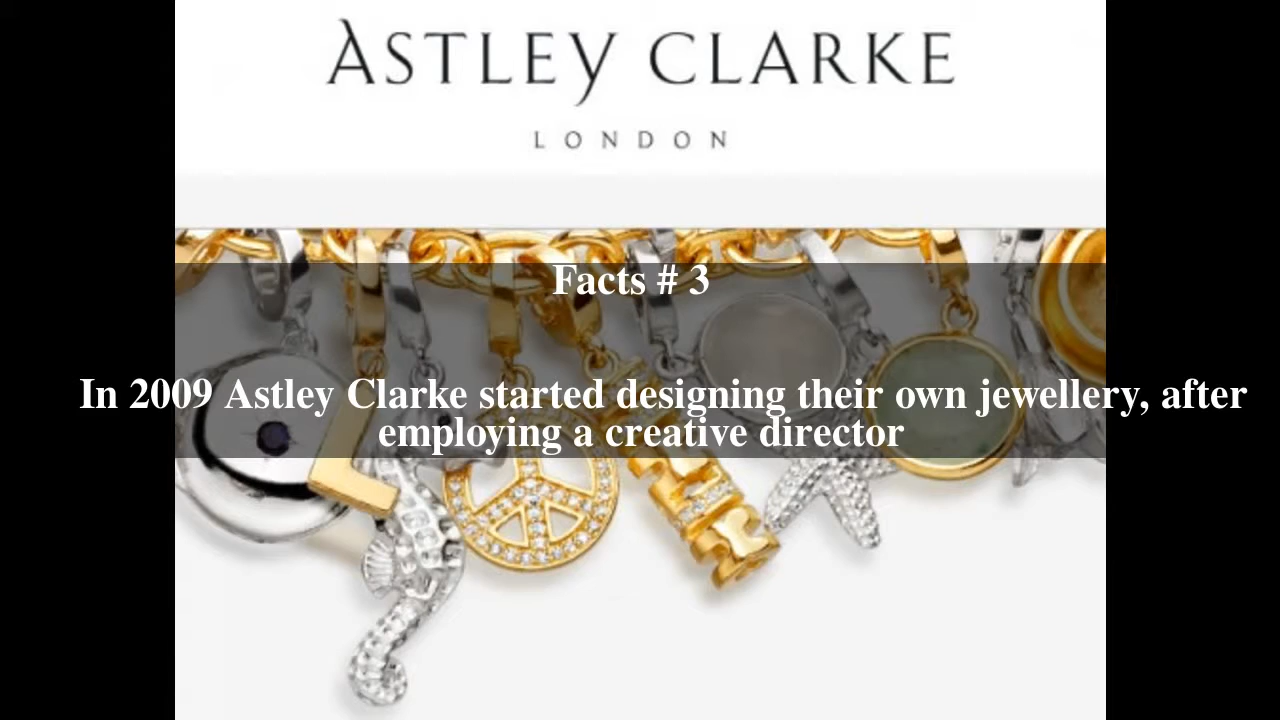 ASTLEY CLARKE
LONDON
Facts # 3
In 2009 Astley Clarke started designing their own jewellery, after
employing a creative director